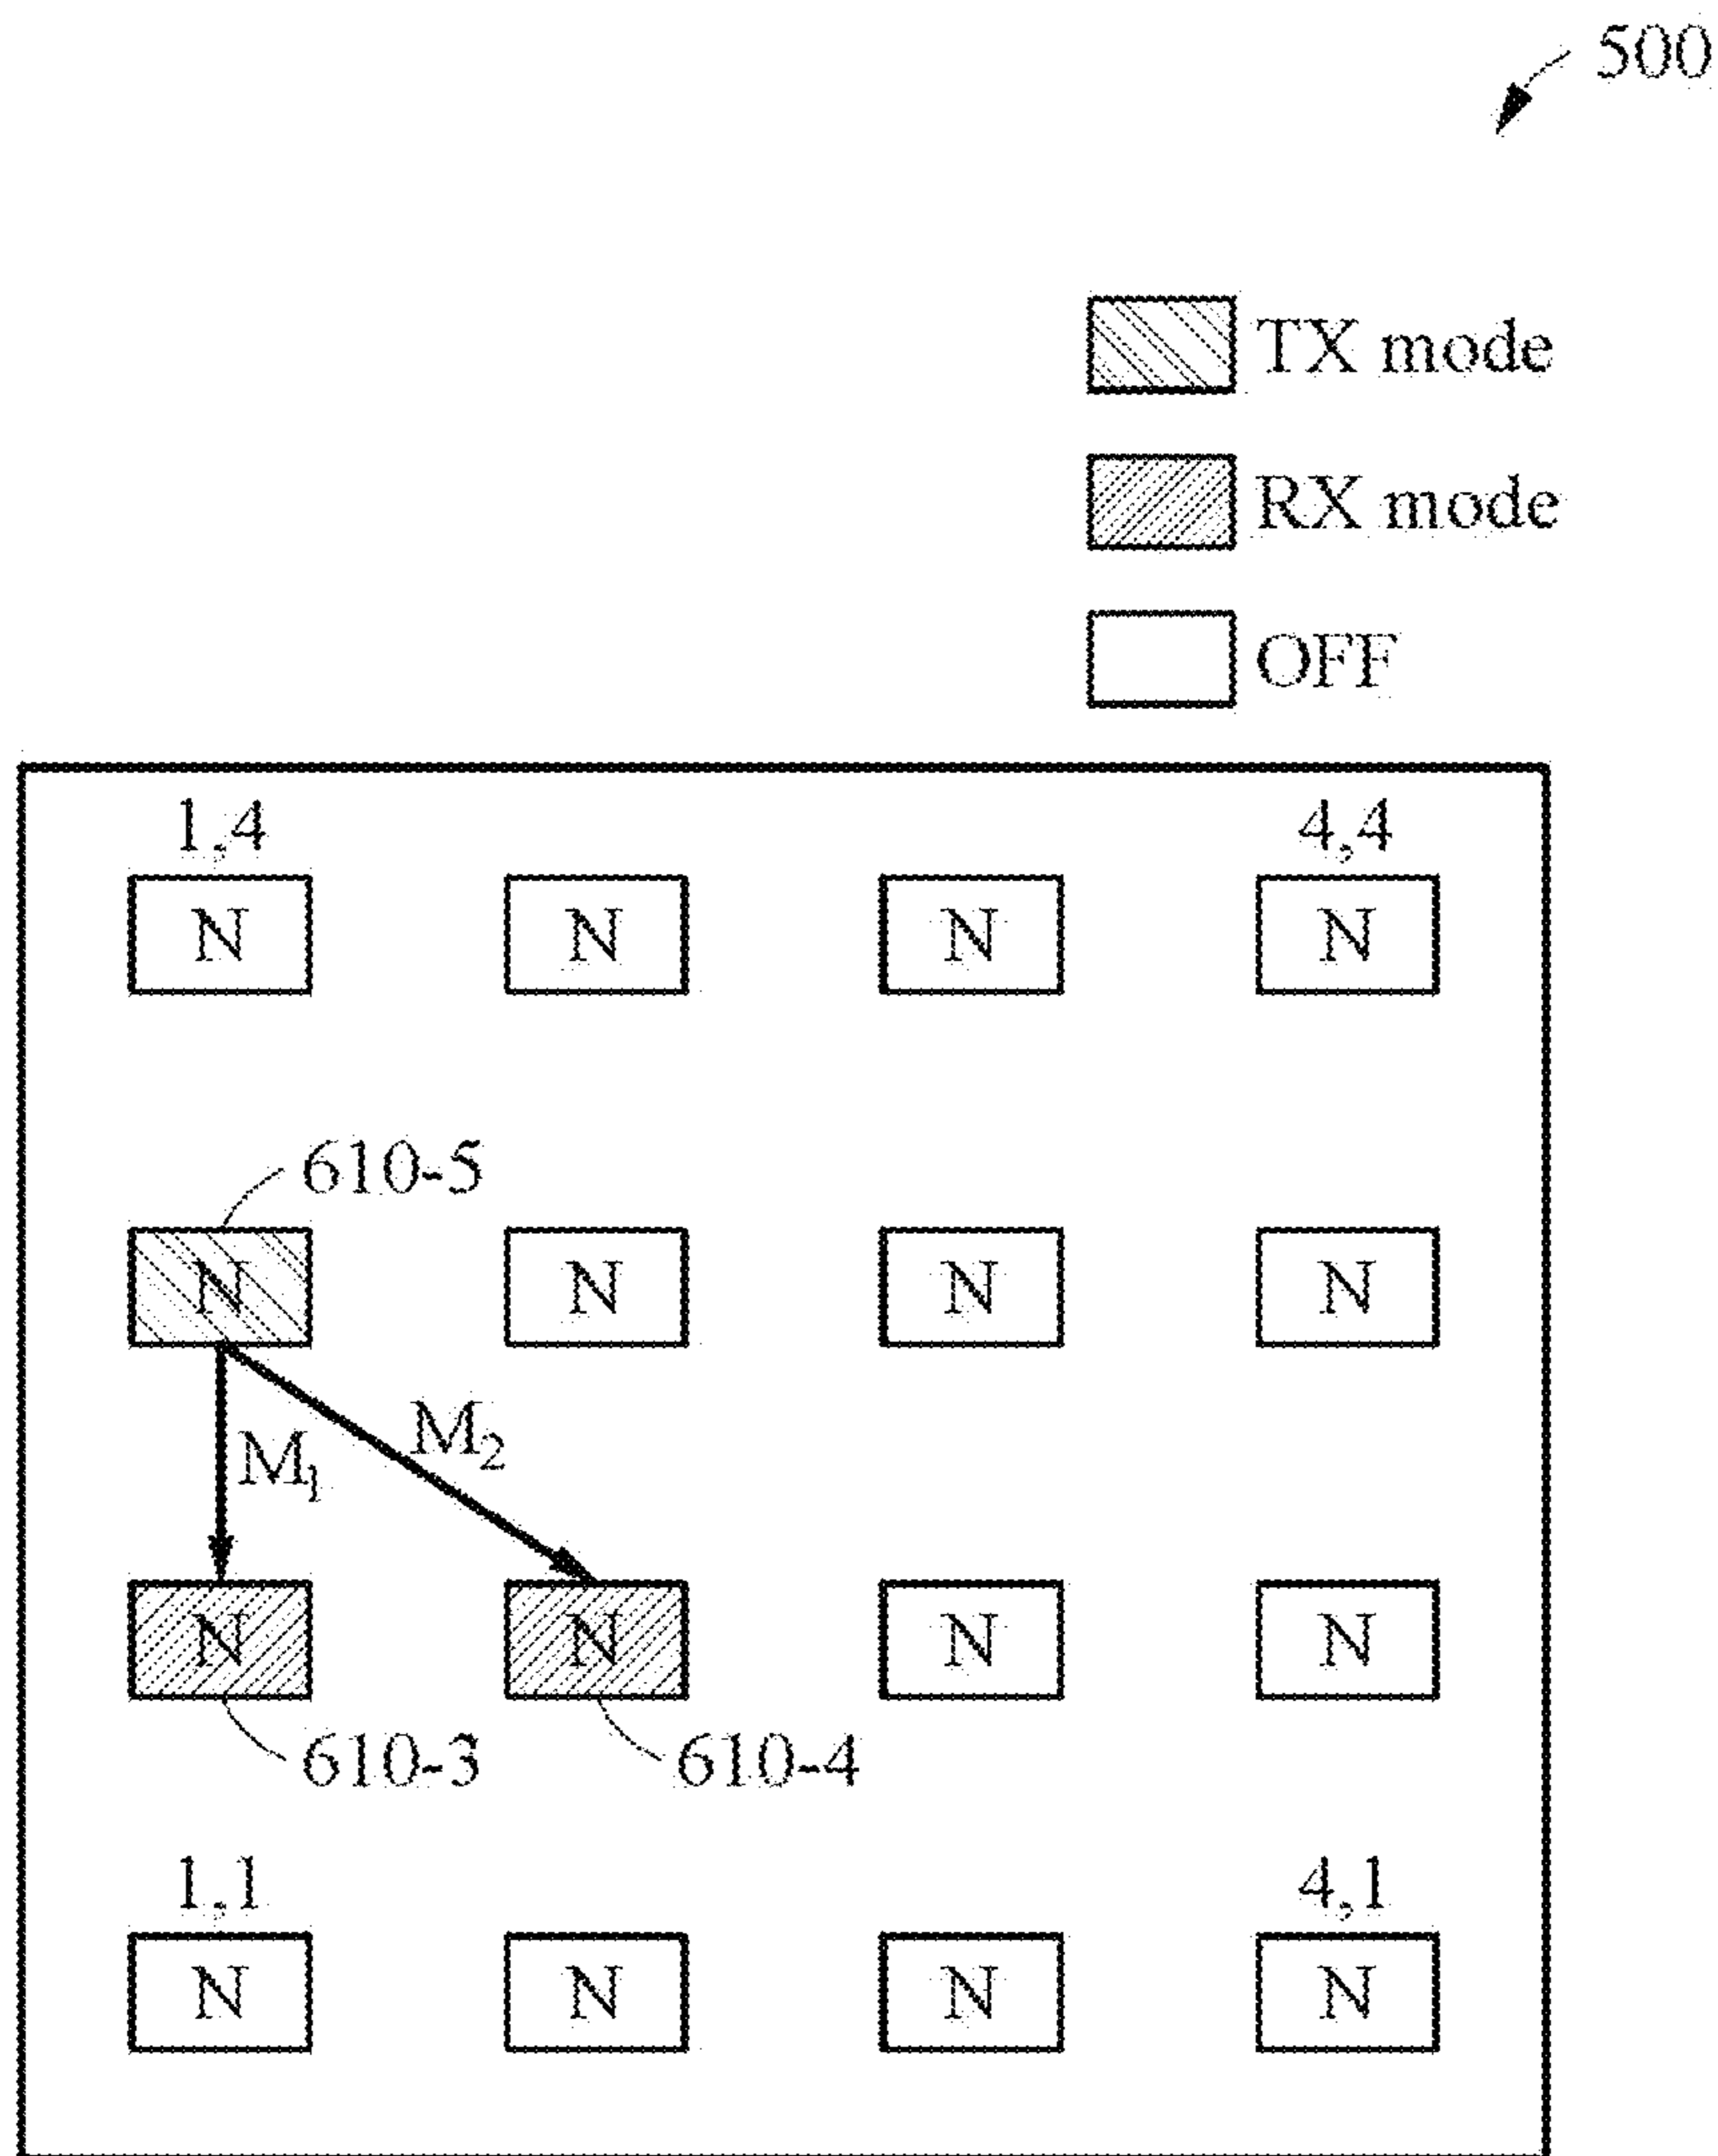 500
TX mode
RX mode
OFF
1,4 4,4
N N N N
610-5
N N N N
M1 M2
N N N N
610-3 610-4
1,1 4,1
N N N N